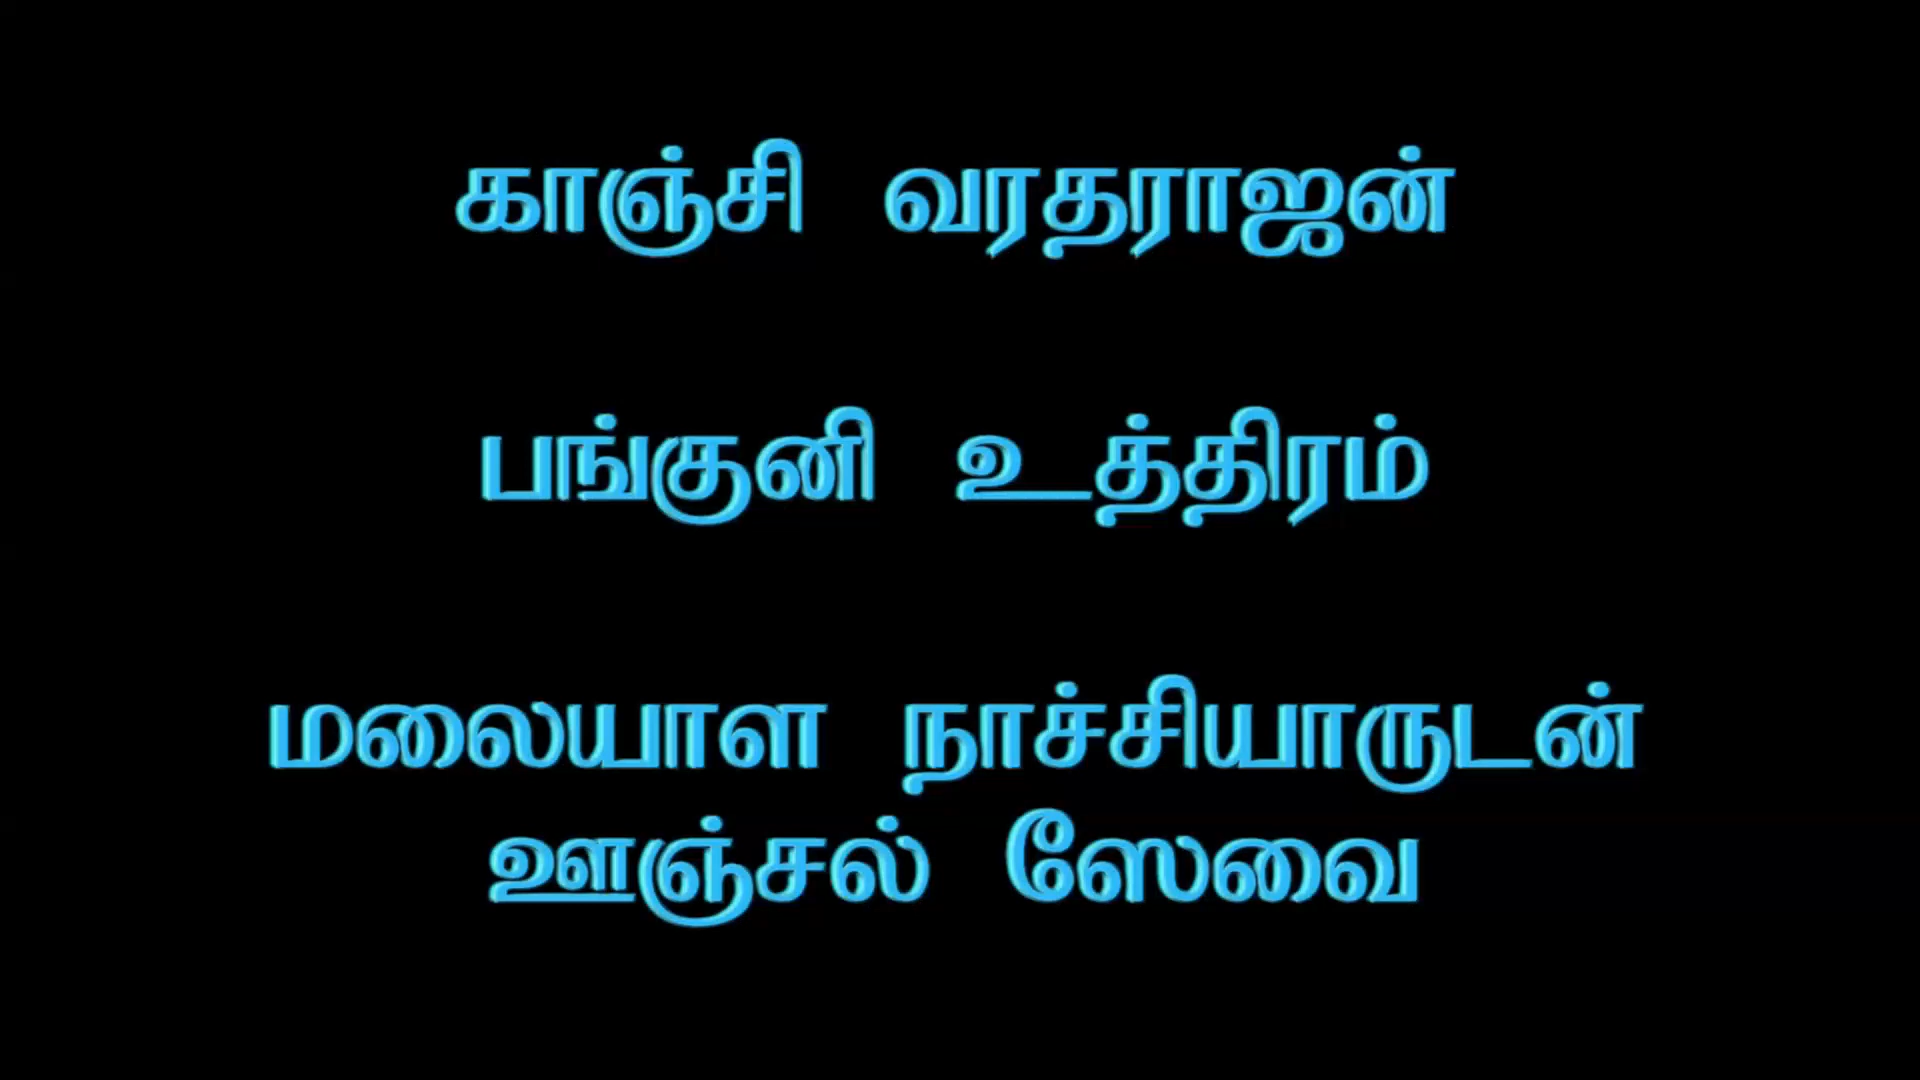 காஞ்சி வரதராஜன்
பங்குனி உத்திரம்
மலையாள நாச்சியாருடன்
ஊஞ்சல் ஸேவை